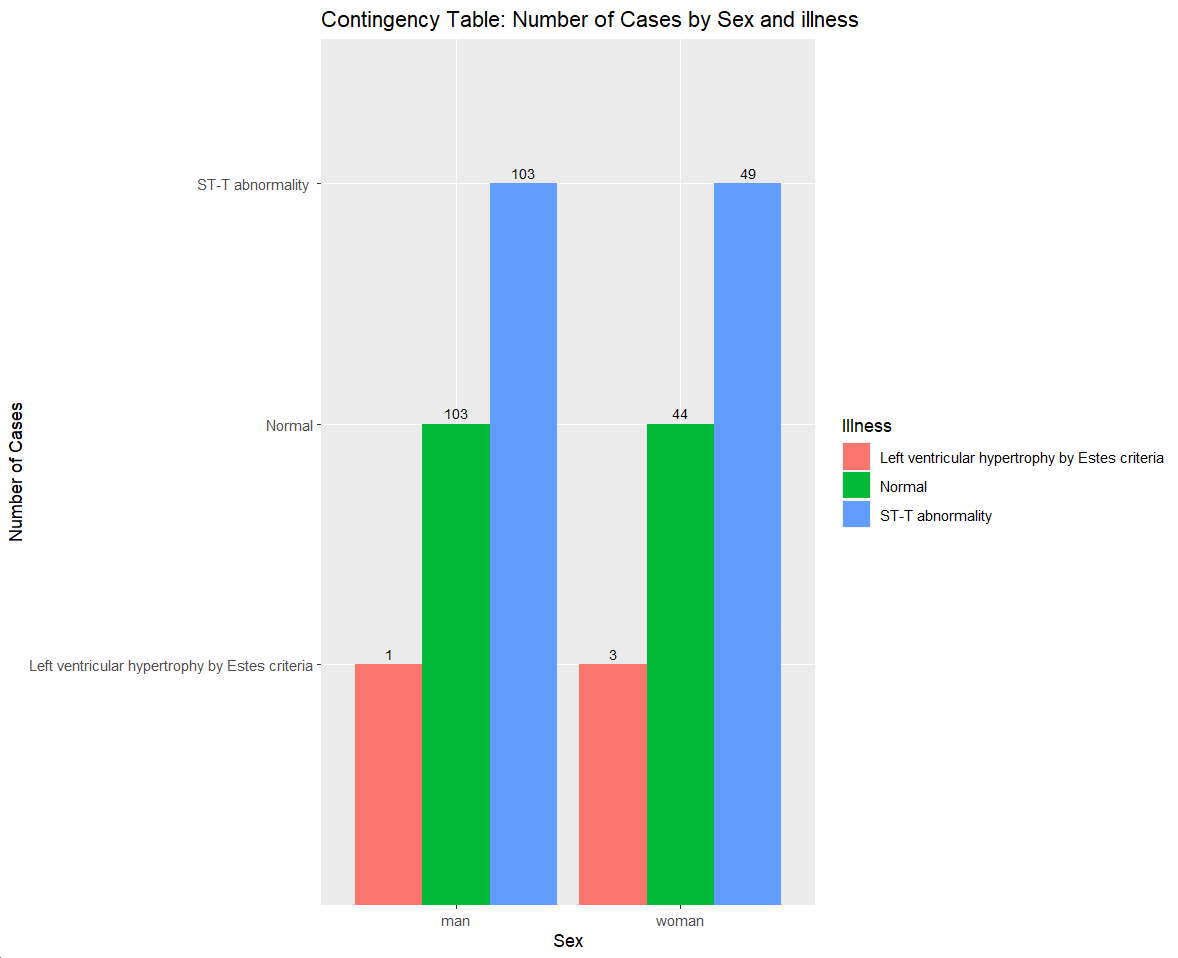 Contingency Table: Number of Cases by Sex and illness
Number of Cases
ST-T abnormality
Normal
Left ventricular hypertrophy by Estes criteria
1
103
103
3
44
49
man
woman
Sex
Illness
Left ventricular hypertrophy by Estes criteria
Normal
ST-T abnormality